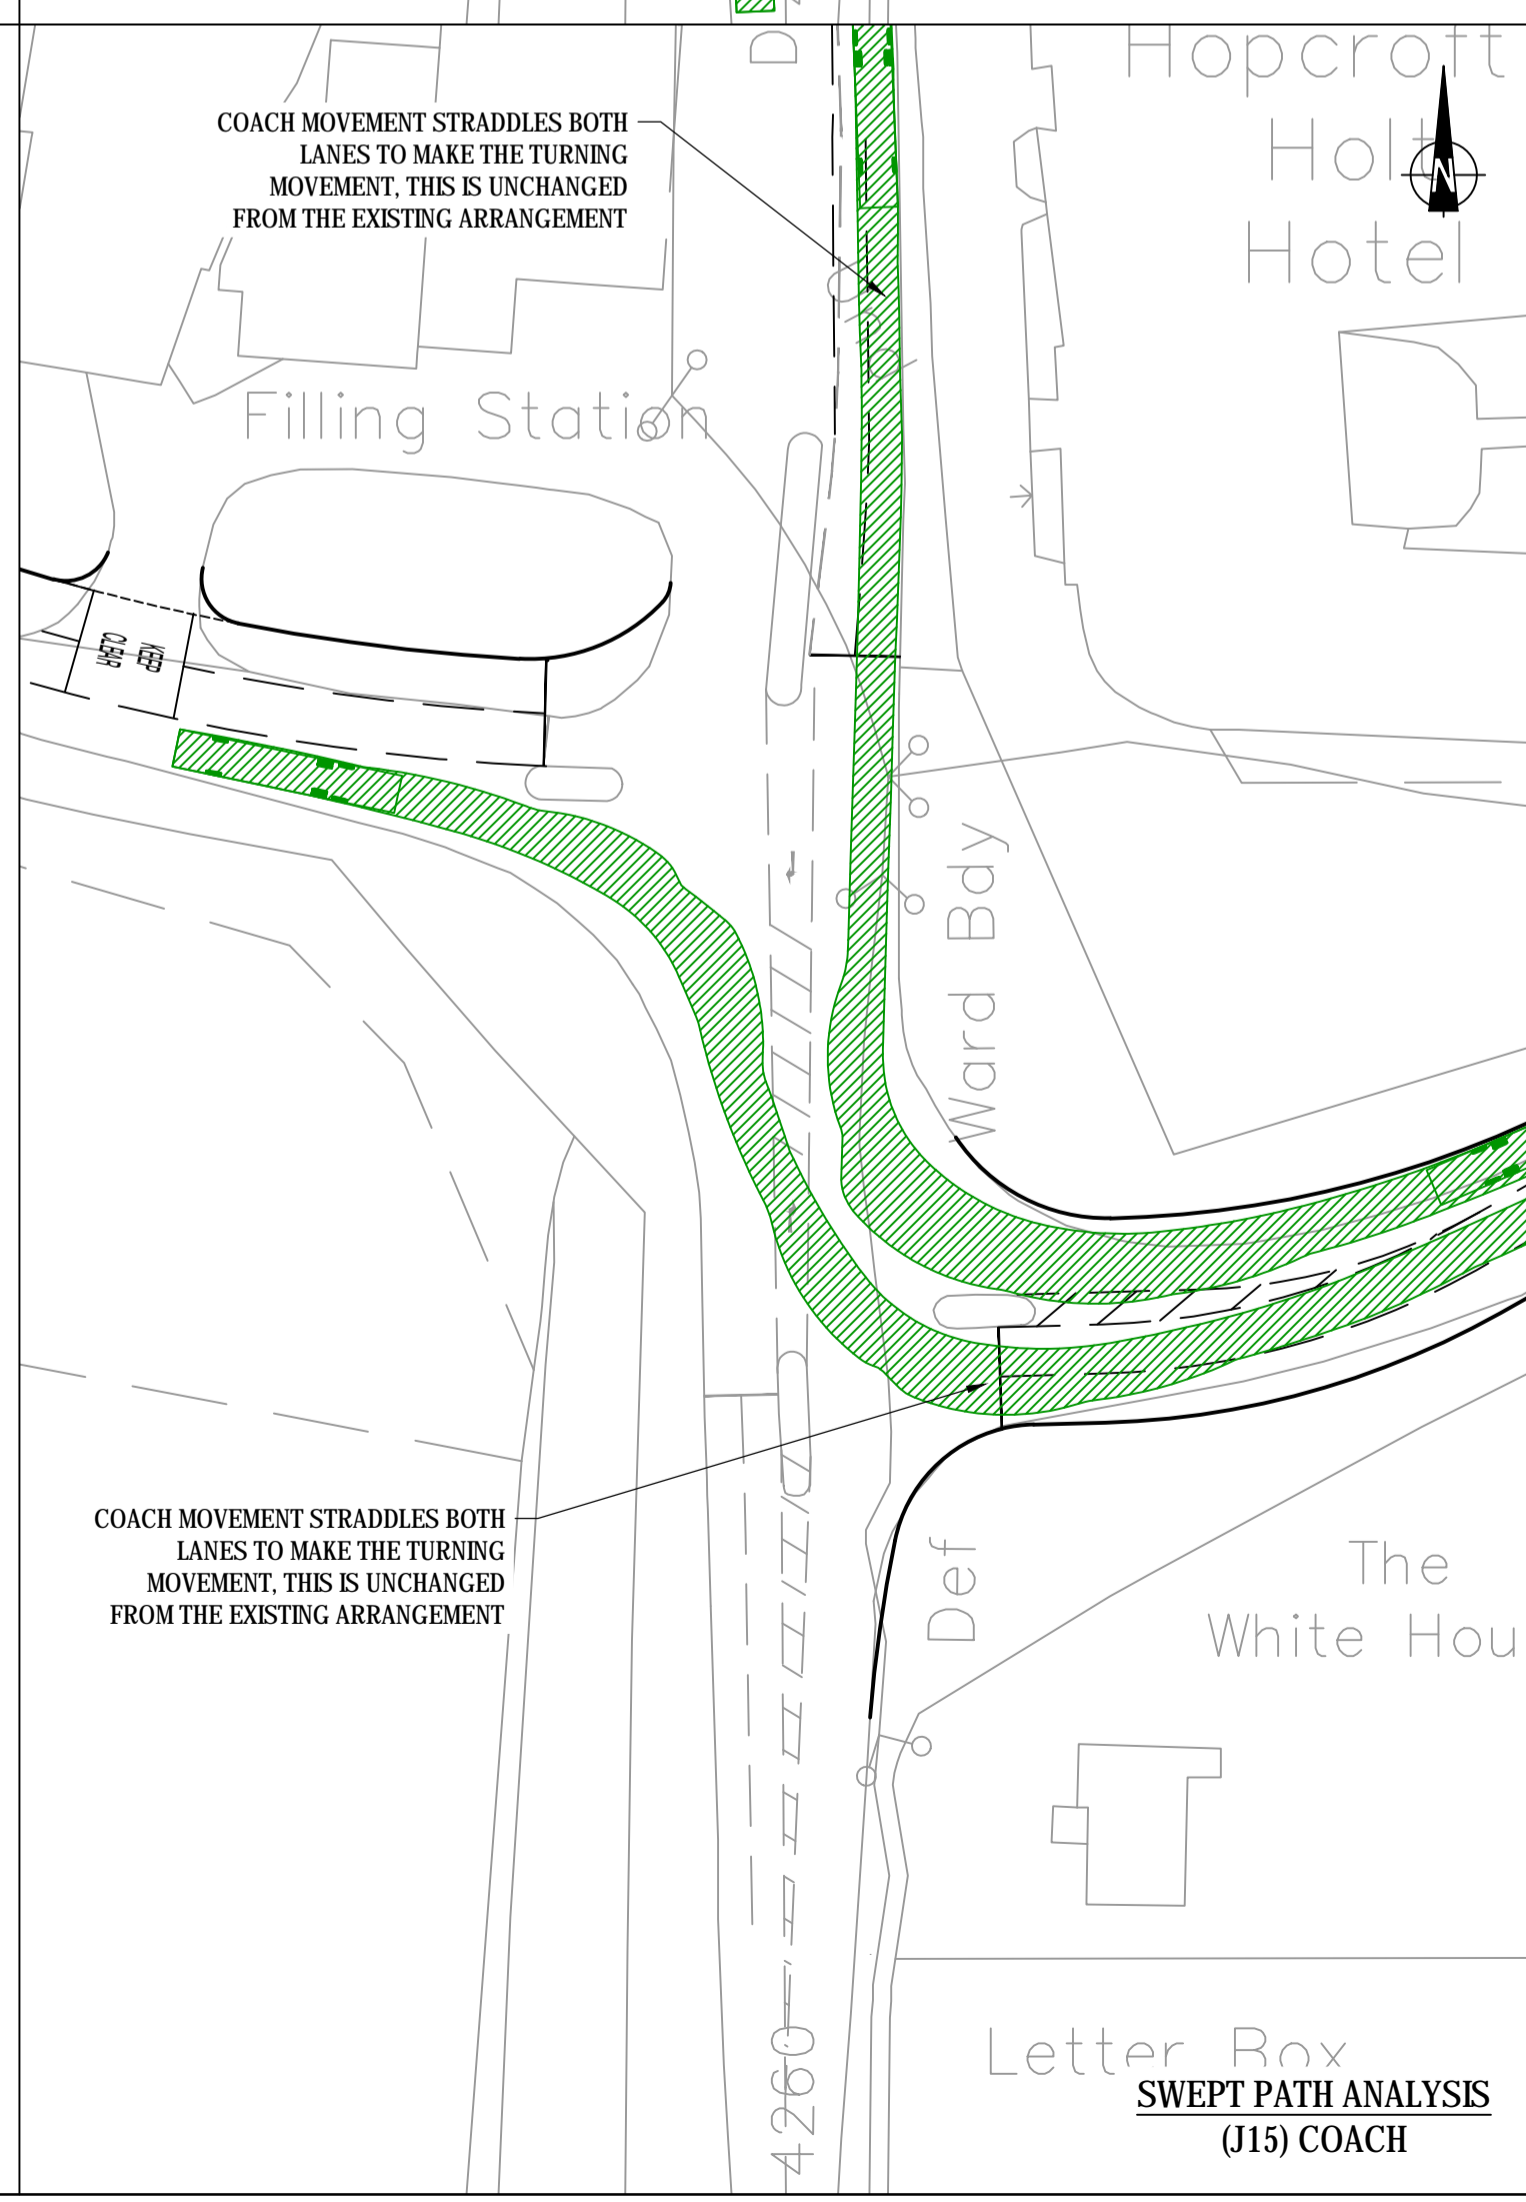 Hopcroft
Holt
Hotel
N
COACH MOVEMENT STRADDLES BOTH
LANES TO MAKE THE TURNING
MOVEMENT, THIS IS UNCHANGED
FROM THE EXISTING ARRANGEMENT
Filling Station
KEEP
CLEAR
Ward Bdy
COACH MOVEMENT STRADDLES BOTH
LANES TO MAKE THE TURNING
MOVEMENT, THIS IS UNCHANGED
FROM THE EXISTING ARRANGEMENT
Def
The
White Hou
4260
Letter Box
SWEPT PATH ANALYSIS
(J15) COACH